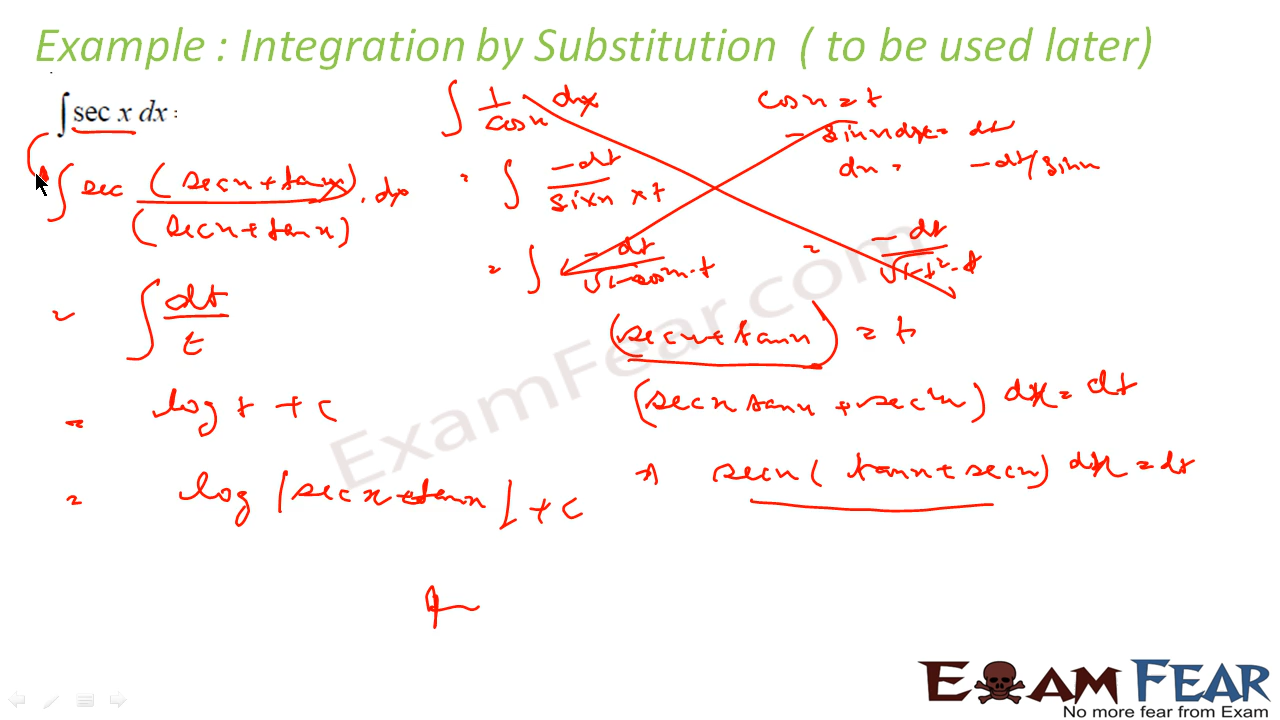 Example : Integration by Substitution ( to be used later)
∫ sec x dx =
∫ sec (secx + tanx) / (secx + tanx) . dx
= ∫ dt / t
= log t + c
= log |secx + tanx| + c
∫ 1/cosx dx
= ∫ -dt / sinx × t
= ∫ -dt / √1-cos²x · t = -dt / √1-t² · t
cosx = t
- sinx dx = dt
dx = -dt/sinx
(secx + tanx) = t
(secx tanx + sec²x) dx = dt
⇒ secx ( tanx + secx) dx = dt
ExamFear.com
EXAM FEAR
No more fear from Exam